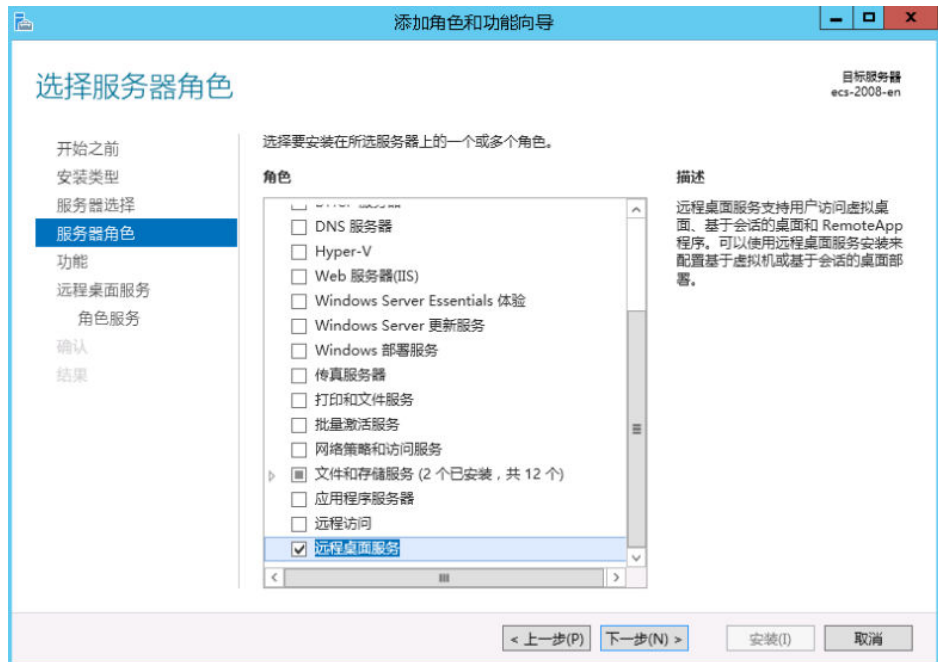 添加角色和功能向导
选择服务器角色
目标服务器
ecs-2008-en
开始之前
安装类型
服务器选择
服务器角色
功能
远程桌面服务
角色服务
确认
结果
选择要安装在所选服务器上的一个或多个角色。
角色
DNS 服务器
Hyper-V
Web 服务器(IIS)
Windows Server Essentials 体验
Windows Server 更新服务
Windows 部署服务
传真服务器
打印和文件服务
批量激活服务
网络策略和访问服务
文件和存储服务 (2 个已安装，共 12 个)
应用程序服务器
远程访问
远程桌面服务
描述
远程桌面服务支持用户访问虚拟桌
面、基于会话的桌面和 RemoteApp
程序。可以使用远程桌面服务安装来
配置基于虚拟机或基于会话的桌面部
署。
< 上一步(P)
下一步(N) >
安装(I)
取消